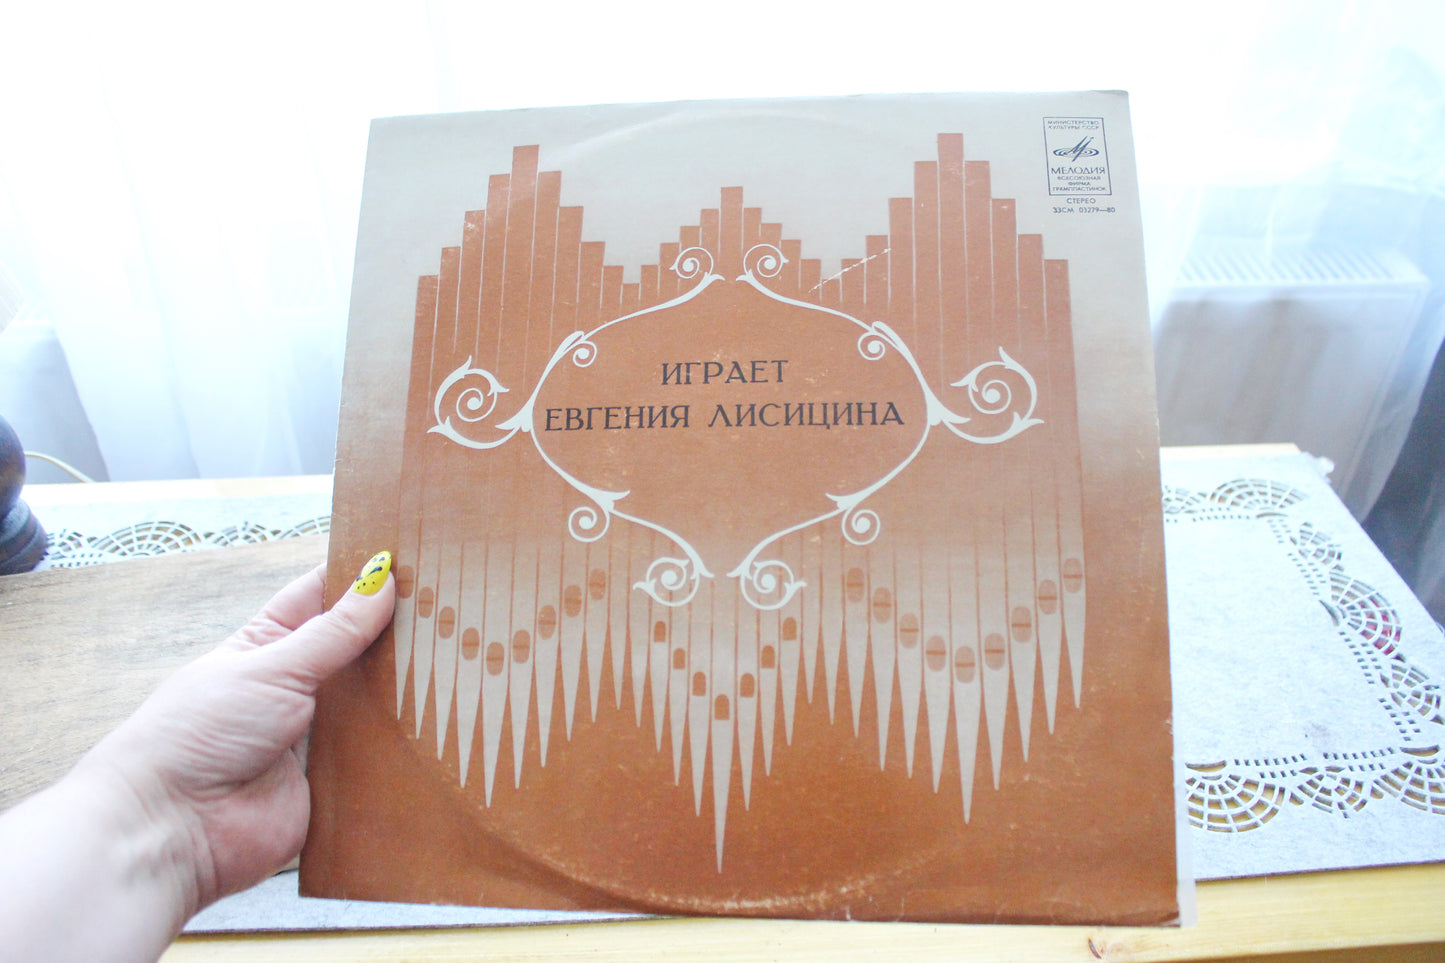 МИНИСТЕРСТВО
КУЛЬТУРЫ СССР
МЕЛОДИЯ
ВСЕСОЮЗНАЯ
ФИРМА
ГРАМПЛАСТИНОК
СТЕРЕО
33СМ 03279—80
ИГРАЕТ
ЕВГЕНИЯ ЛИСИЦИНА